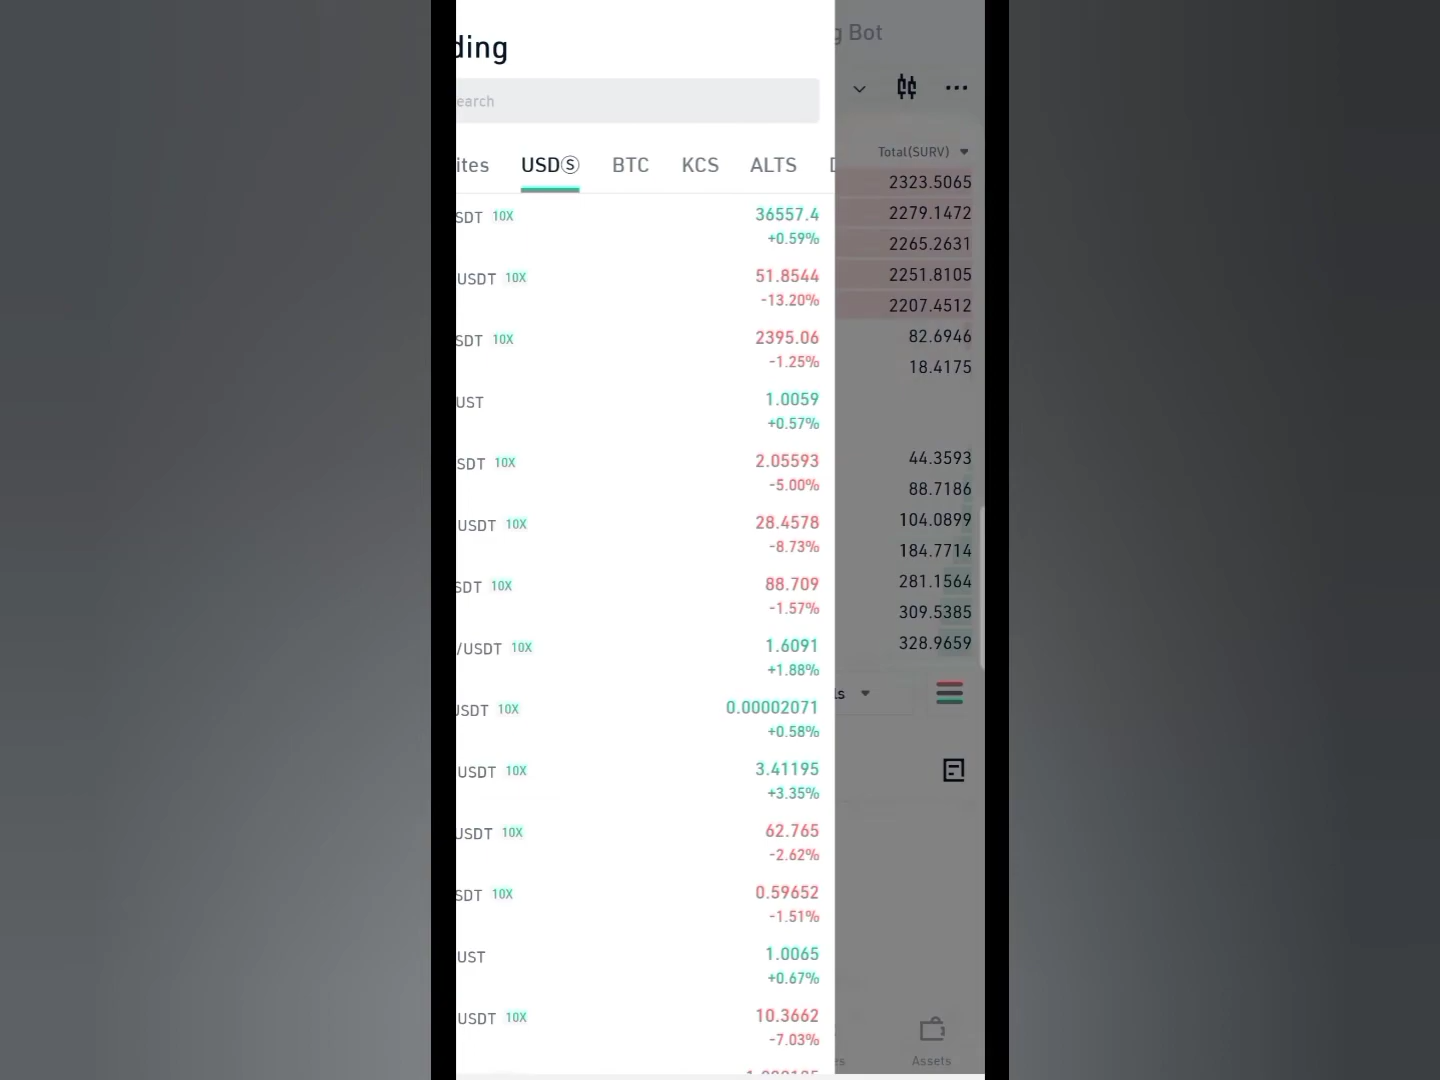 ding
earch
ites USDⓈ BTC KCS ALTS
SDT 10X 36557.4
+0.59%
USDT 10X 51.8544
-13.20%
SDT 10X 2395.06
-1.25%
UST 1.0059
+0.57%
SDT 10X 2.05593
-5.00%
USDT 10X 28.4578
-8.73%
SDT 10X 88.709
-1.57%
/USDT 10X 1.6091
+1.88%
USDT 10X 0.00002071
+0.58%
USDT 10X 3.41195
+3.35%
USDT 10X 62.765
-2.62%
SDT 10X 0.59652
-1.51%
UST 1.0065
+0.67%
USDT 10X 10.3662
-7.03%
g Bot
Total(SURV)
2323.5065
2279.1472
2265.2631
2251.8105
2207.4512
82.6946
18.4175
44.3593
88.7186
104.0899
184.7714
281.1564
309.5385
328.9659
ls
es
Assets